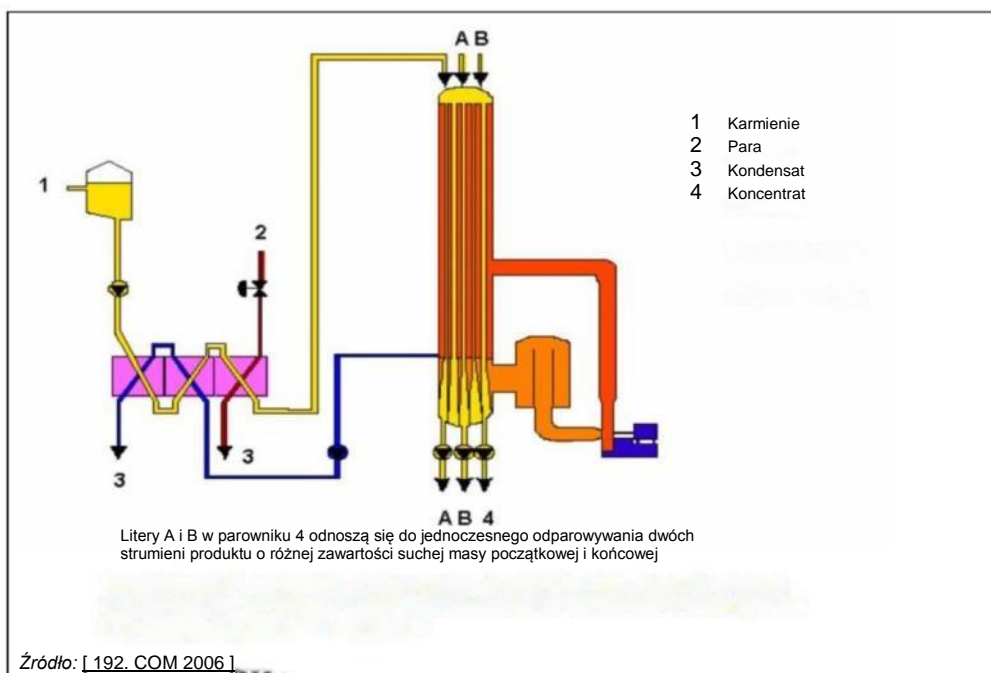 A B
1 Karmienie
2 Para
3 Kondensat
4 Koncentrat
1
2
3
3
A B 4
Litery A i B w parowniku 4 odnoszą się do jednoczesnego odparowywania dwóch
strumieni produktu o różnej zawartości suchej masy początkowej i końcowej
Źródło: [ 192. COM 2006 ]